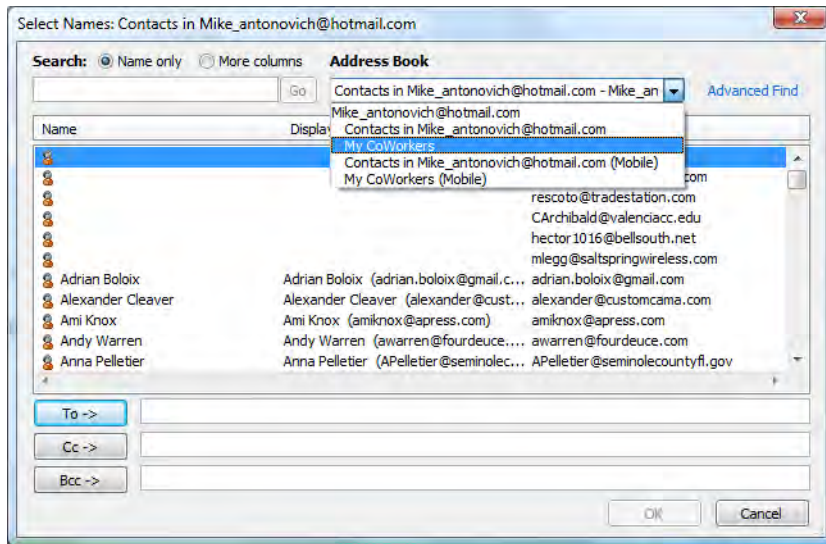 Select Names: Contacts in Mike_antonovich@hotmail.com
Search: Name only More columns Address Book
Go Contacts in Mike_antonovich@hotmail.com - Mike_an Advanced Find
Mike_antonovich@hotmail.com
Name Display
Contacts in Mike_antonovich@hotmail.com
My CoWorkers
Contacts in Mike_antonovich@hotmail.com (Mobile)
My CoWorkers (Mobile) com
rescoto@tradestation.com
CArchibald@valenciacc.edu
hector1016@bellsouth.net
mlegg@saltspringwireless.com
Adrian Boloix Adrian Boloix (adrian.boloix@gmail.c... adrian.boloix@gmail.com
Alexander Cleaver Alexander Cleaver (alexander@cust... alexander@customcama.com
Ami Knox Ami Knox (amiknox@apress.com) amiknox@apress.com
Andy Warren Andy Warren (awarren@fourdeuce.... awarren@fourdeuce.com
Anna Pelletier Anna Pelletier (APelletier@seminolec... APelletier@seminolecountyfl.gov
To ->
Cc ->
Bcc ->
OK Cancel